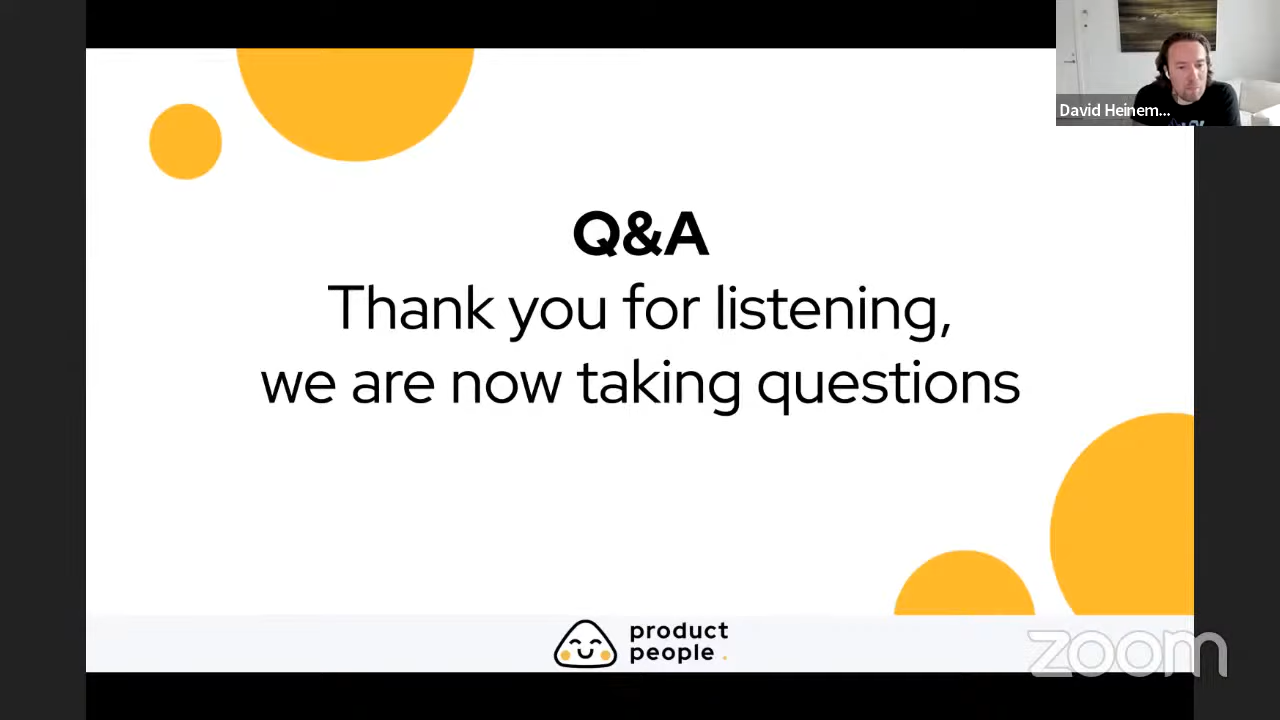 David Heinem...
Q&A
Thank you for listening,
we are now taking questions
product
people.
zoom